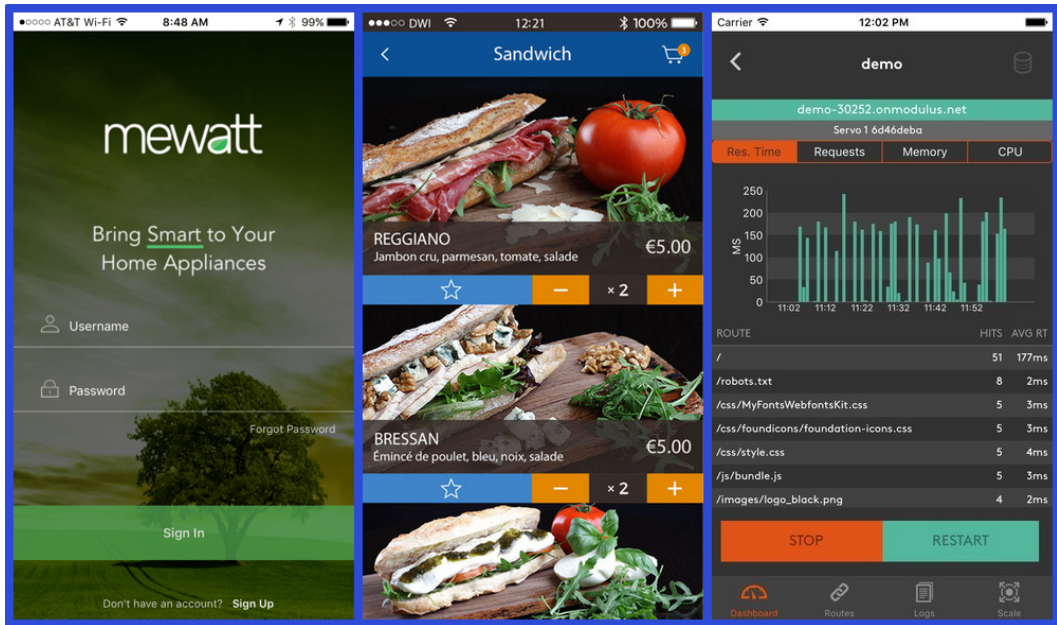 AT&T Wi-Fi 8:48 AM 99%
mewatt
Bring Smart to Your
Home Appliances
Username
Password
Forgot Password
Sign In
Don't have an account? Sign Up
DWI 12:21 100%
Sandwich
3
REGGIANO
Jambon cru, parmesan, tomate, salade
€5.00
− × 2 +
BRESSAN
Émincé de poulet, bleu, noix, salade
€5.00
− × 2 +
Carrier 12:02 PM
demo
demo-30252.onmodulus.net
Servo 1 6d46deba
Res. Time Requests Memory CPU
250
200
150
100
50
0
MS
11:02 11:12 11:22 11:32 11:42 11:52
ROUTE HITS AVG RT
/ 51 177ms
/robots.txt 8 2ms
/css/MyFontsWebfontsKit.css 5 3ms
/css/foundicons/foundation-icons.css 5 3ms
/css/style.css 5 4ms
/js/bundle.js 5 3ms
/images/logo_black.png 4 2ms
STOP RESTART
Dashboard Routes Logs Scale